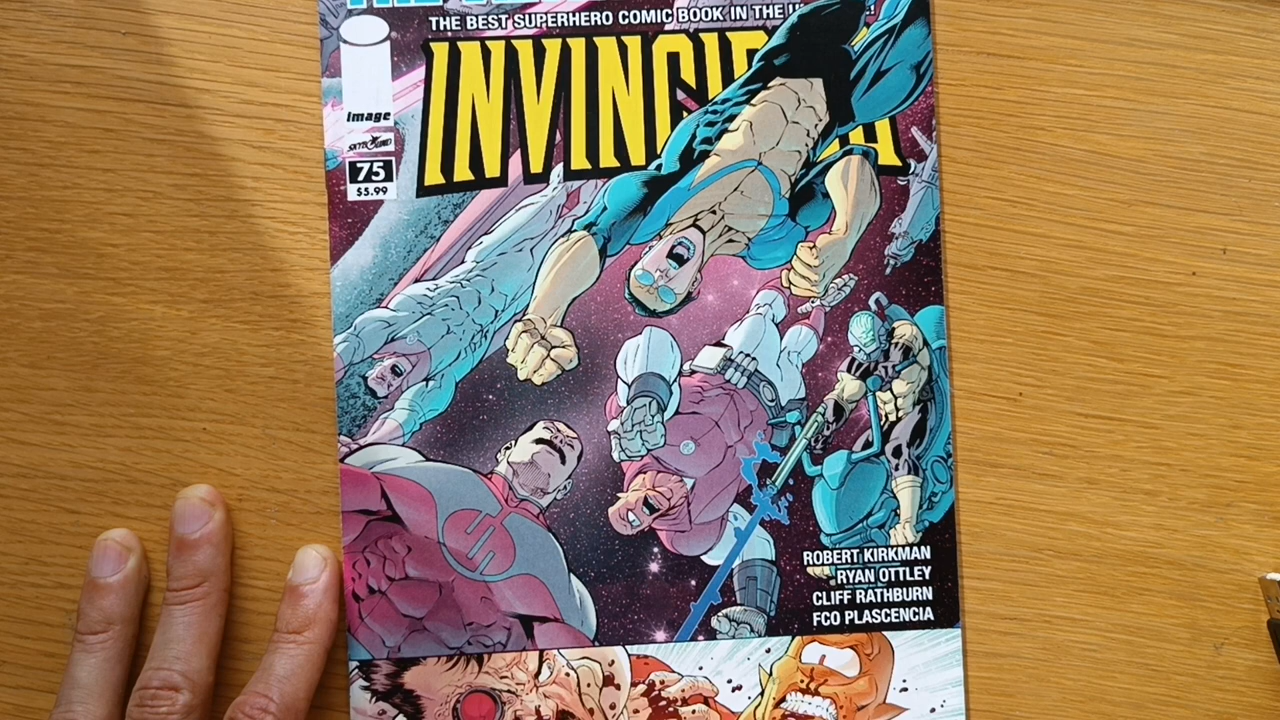 THE BEST SUPERHERO COMIC BOOK IN THE
INVINCI
image
SKYBOUND
75
$5.99
ROBERT KIRKMAN
RYAN OTTLEY
CLIFF RATHBURN
FCO PLASCENCIA